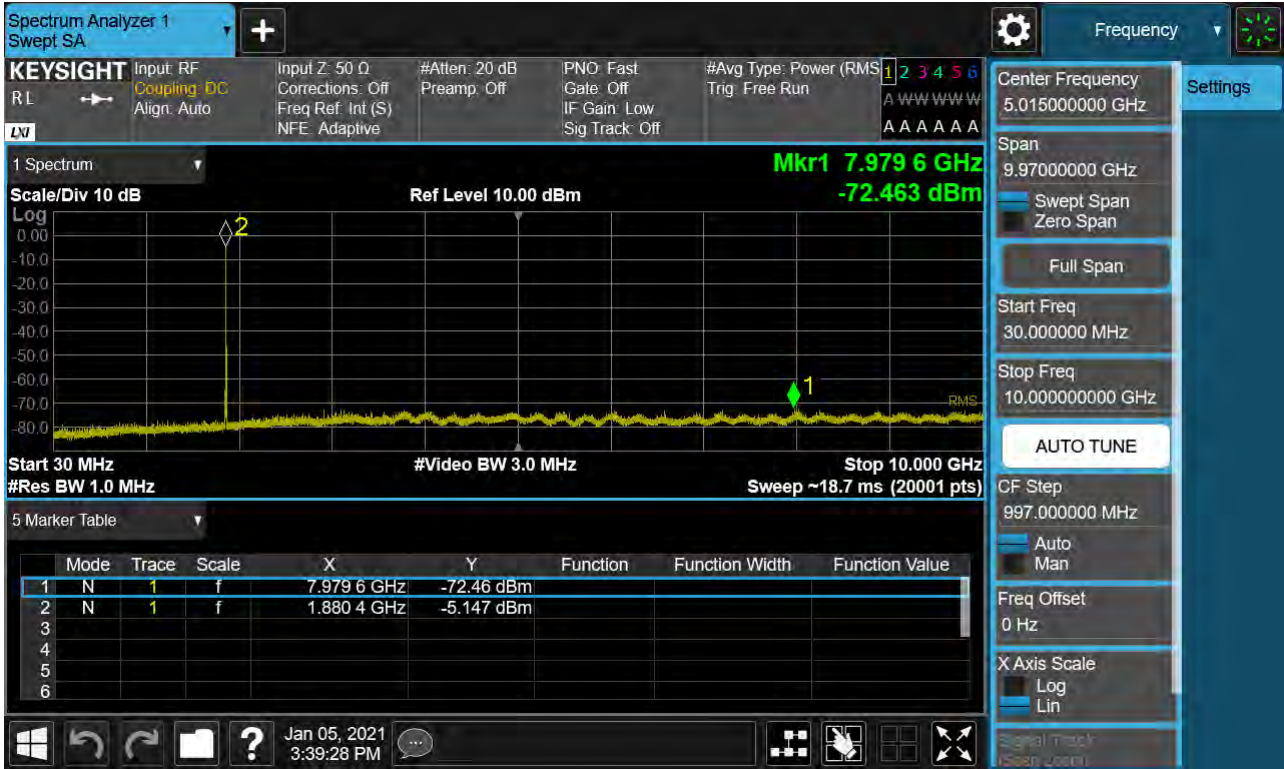 Spectrum Analyzer 1
Swept SA
+
Frequency
KEYSIGHT
RL
LXI
Input: RF
Coupling: DC
Align: Auto
Input Z: 50 Ω
Corrections: Off
Freq Ref: Int (S)
NFE: Adaptive
#Atten: 20 dB
Preamp: Off
PNO: Fast
Gate: Off
IF Gain: Low
Sig Track: Off
#Avg Type: Power (RMS
Trig: Free Run
1 2 3 4 5 6
A W W W W W
A A A A A A
1 Spectrum
Scale/Div 10 dB
Ref Level 10.00 dBm
Mkr1 7.979 6 GHz
-72.463 dBm
Log
0.00
-10.0
-20.0
-30.0
-40.0
-50.0
-60.0
-70.0
-80.0
2
1
RMS
Start 30 MHz
#Video BW 3.0 MHz
Stop 10.000 GHz
#Res BW 1.0 MHz
Sweep ~18.7 ms (20001 pts)
5 Marker Table
Mode Trace Scale X Y Function Function Width Function Value
1 N 1 f 7.979 6 GHz -72.46 dBm
2 N 1 f 1.880 4 GHz -5.147 dBm
3
4
5
6
?
Jan 05, 2021
3:39:28 PM
Center Frequency
5.015000000 GHz
Settings
Span
9.97000000 GHz
Swept Span
Zero Span
Full Span
Start Freq
30.000000 MHz
Stop Freq
10.000000000 GHz
AUTO TUNE
CF Step
997.000000 MHz
Auto
Man
Freq Offset
0 Hz
X Axis Scale
Log
Lin
Signal Track
(Span Zoom)